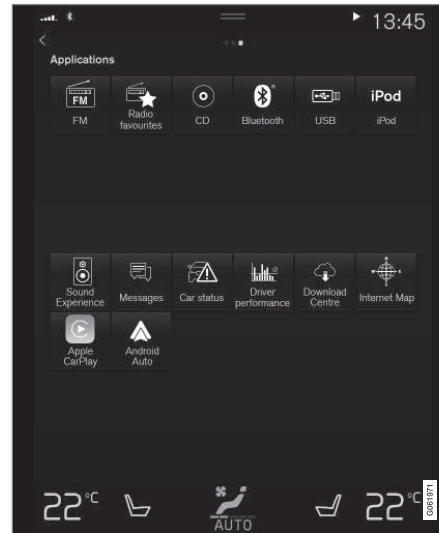 13:45
Applications
FM
FM
Radio
favourites
CD
Bluetooth
USB
iPod
iPod
Sound
Experience
Messages
Car status
Driver
performance
Download
Centre
Internet Map
Apple
CarPlay
Android
Auto
22°C
AUTO
22°C
G061971